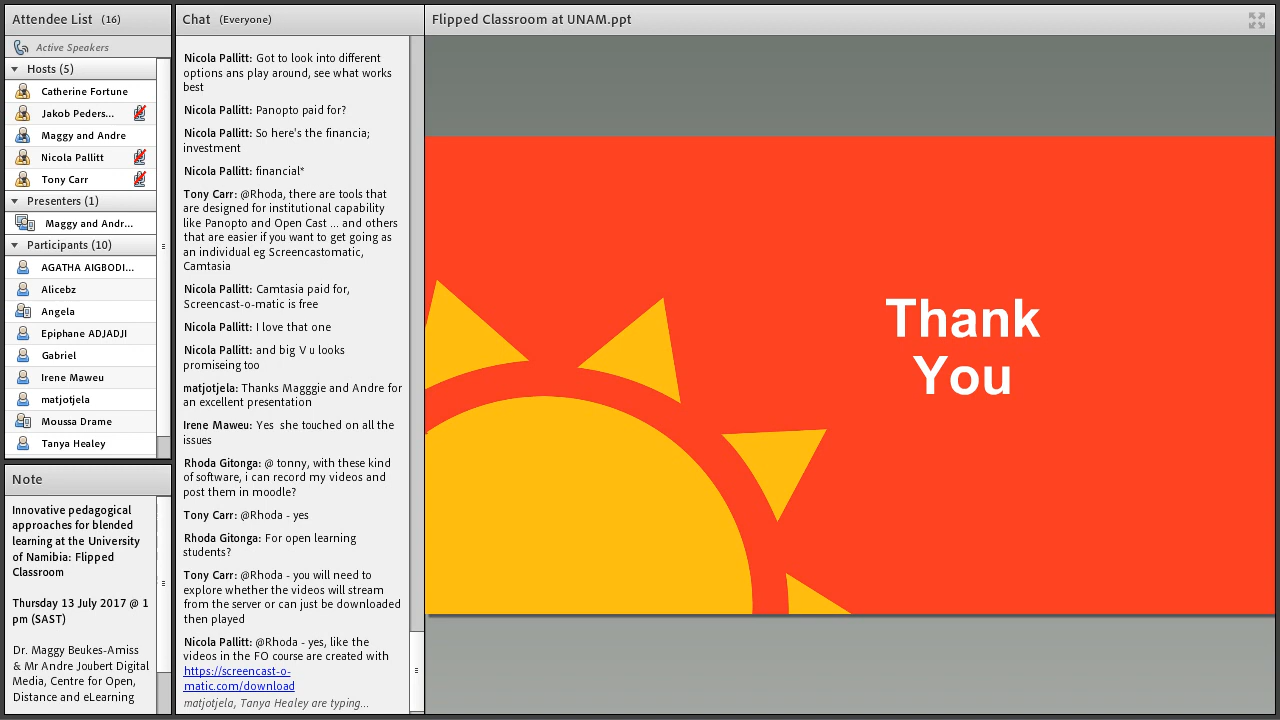 Attendee List (16)
Active Speakers
Hosts (5)
Catherine Fortune
Jakob Peders...
Maggy and Andre
Nicola Pallitt
Tony Carr
Presenters (1)
Maggy and Andr...
Participants (10)
AGATHA AIGBODI...
Alicebz
Angela
Epiphane ADJADJI
Gabriel
Irene Maweu
matjotjela
Moussa Drame
Tanya Healey
Note
Innovative pedagogical
approaches for blended
learning at the University
of Namibia: Flipped
Classroom
Thursday 13 July 2017 @ 1
pm (SAST)
Dr. Maggy Beukes-Amiss
& Mr Andre Joubert Digital
Media, Centre for Open,
Distance and eLearning
Chat (Everyone)
Nicola Pallitt: Got to look into different
options ans play around, see what works
best
Nicola Pallitt: Panopto paid for?
Nicola Pallitt: So here's the financia;
investment
Nicola Pallitt: financial*
Tony Carr: @Rhoda, there are tools that
are designed for institutional capability
like Panopto and Open Cast ... and others
that are easier if you want to get going as
an individual eg Screencastomatic,
Camtasia
Nicola Pallitt: Camtasia paid for,
Screencast-o-matic is free
Nicola Pallitt: I love that one
Nicola Pallitt: and big V u looks
promiseing too
matjotjela: Thanks Magggie and Andre for
an excellent presentation
Irene Maweu: Yes she touched on all the
issues
Rhoda Gitonga: @ tonny, with these kind
of software, i can record my videos and
post them in moodle?
Tony Carr: @Rhoda - yes
Rhoda Gitonga: For open learning
students?
Tony Carr: @Rhoda - you will need to
explore whether the videos will stream
from the server or can just be downloaded
then played
Nicola Pallitt: @Rhoda - yes, like the
videos in the FO course are created with
https://screencast-o-
matic.com/download
matjotjela, Tanya Healey are typing...
Flipped Classroom at UNAM.ppt
Thank
You